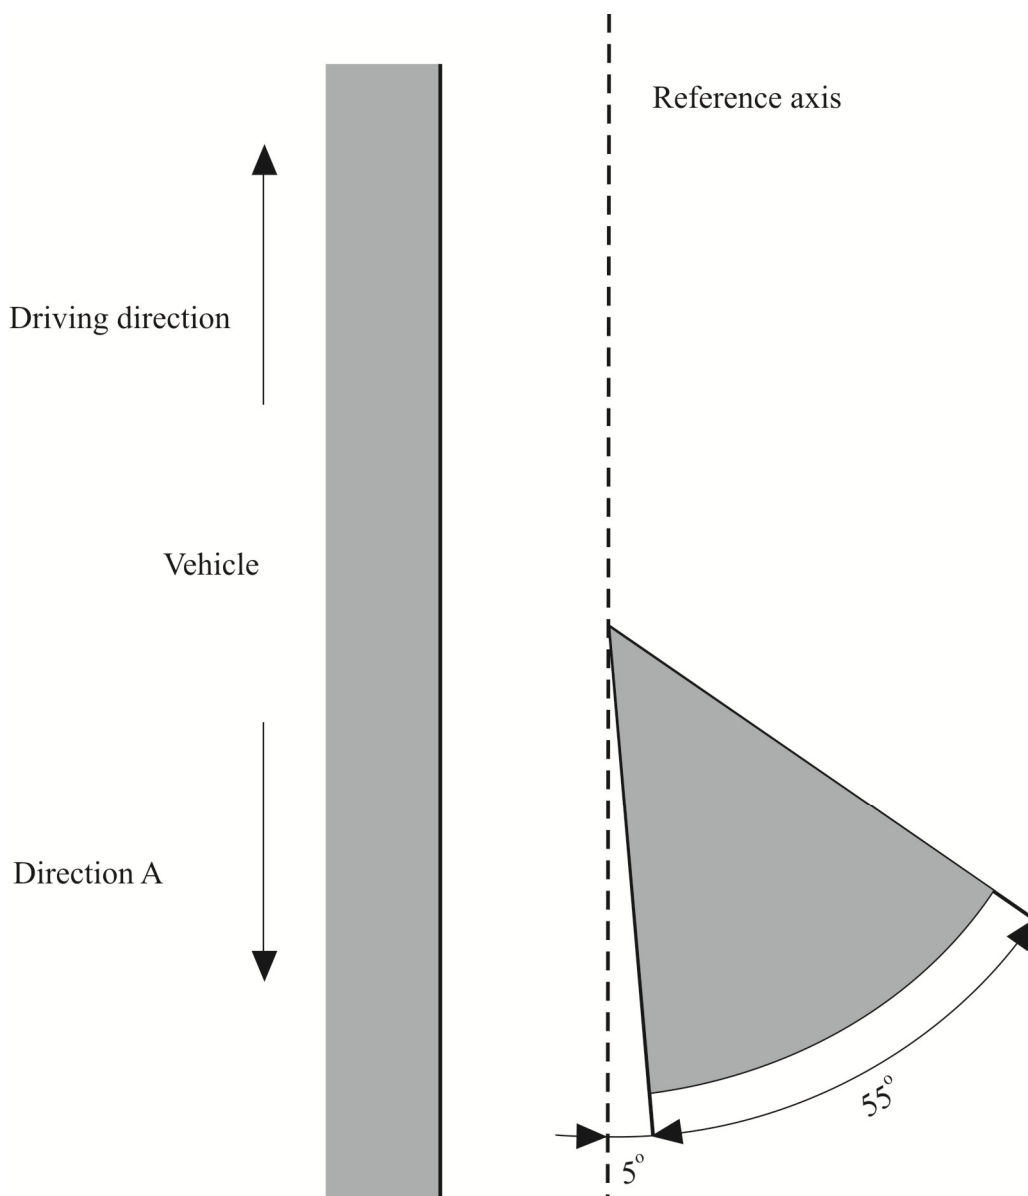 Reference axis
Driving direction
Vehicle
Direction A
55°
5°